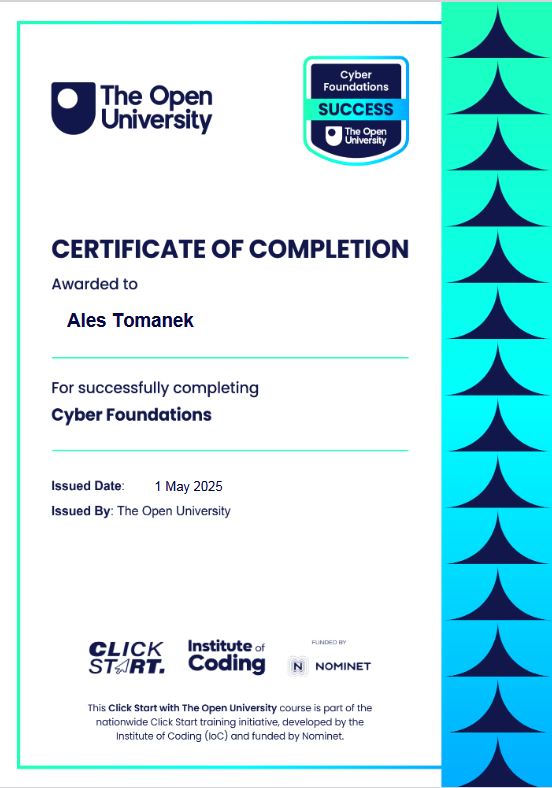 The Open
University
Cyber
Foundations
SUCCESS
The Open
University
CERTIFICATE OF COMPLETION
Awarded to
Ales Tomanek
For successfully completing
Cyber Foundations
Issued Date: 1 May 2025
Issued By: The Open University
CLICK
START.
Institute of
Coding
FUNDED BY
N NOMINET
This Click Start with The Open University course is part of the
nationwide Click Start training initiative, developed by the
Institute of Coding (IoC) and funded by Nominet.